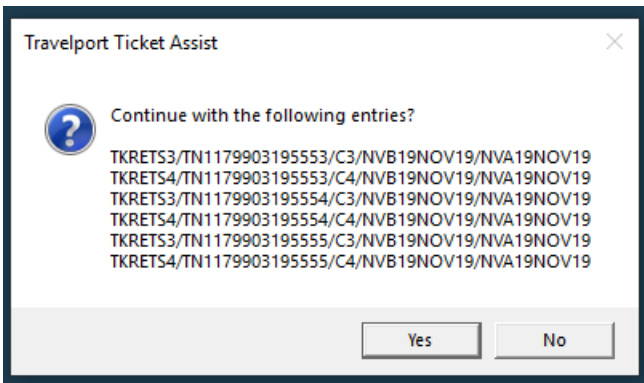 Travelport Ticket Assist
Continue with the following entries?
TKRETS3/TN1179903195553/C3/NVB19NOV19/NVA19NOV19
TKRETS4/TN1179903195553/C4/NVB19NOV19/NVA19NOV19
TKRETS3/TN1179903195554/C3/NVB19NOV19/NVA19NOV19
TKRETS4/TN1179903195554/C4/NVB19NOV19/NVA19NOV19
TKRETS3/TN1179903195555/C3/NVB19NOV19/NVA19NOV19
TKRETS4/TN1179903195555/C4/NVB19NOV19/NVA19NOV19
Yes No